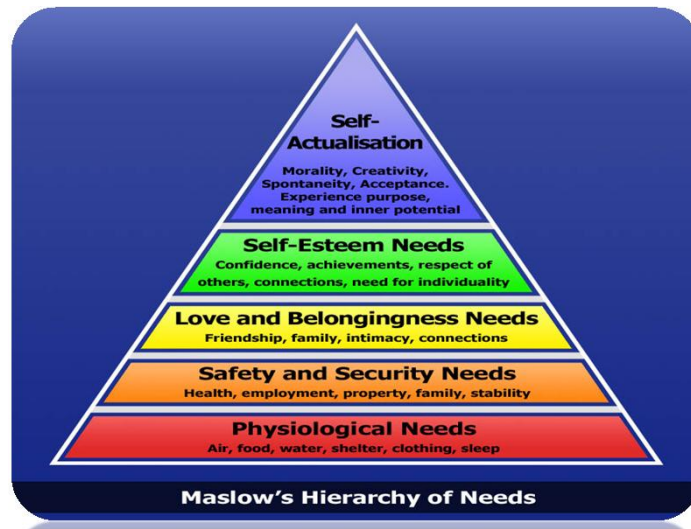 Self-
Actualisation
Morality, Creativity,
Spontaneity, Acceptance.
Experience purpose,
meaning and inner potential
Self-Esteem Needs
Confidence, achievements, respect of
others, connections, need for individuality
Love and Belongingness Needs
Friendship, family, intimacy, connections
Safety and Security Needs
Health, employment, property, family, stability
Physiological Needs
Air, food, water, shelter, clothing, sleep
Maslow's Hierarchy of Needs